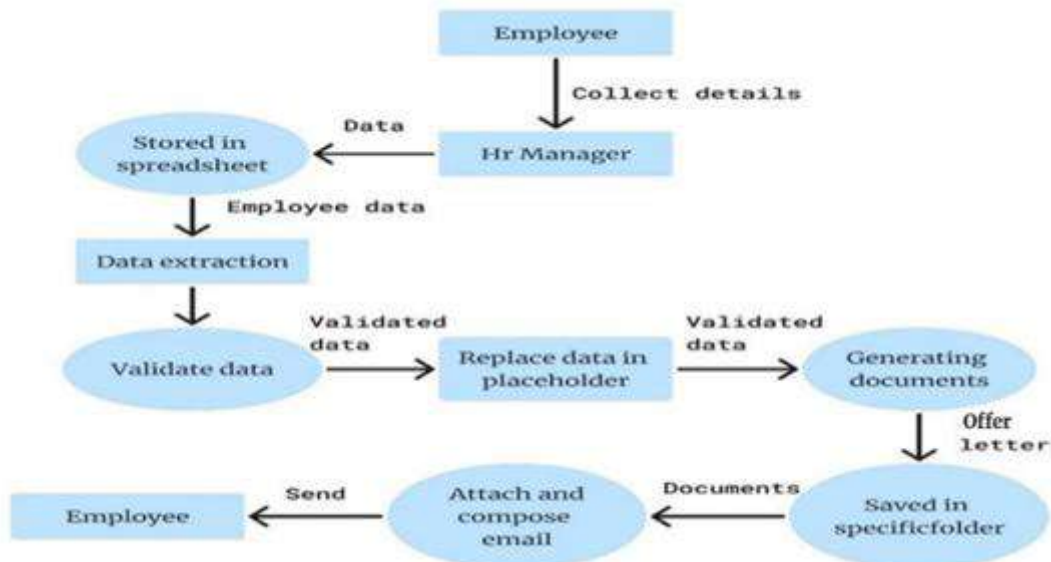 Employee
Collect details
Data
Stored in
spreadsheet
Hr Manager
Employee data
Data extraction
Validated
data
Validated
data
Validate data
Replace data in
placeholder
Generating
documents
Offer
letter
Send
Documents
Employee
Attach and
compose
email
Saved in
specificfolder